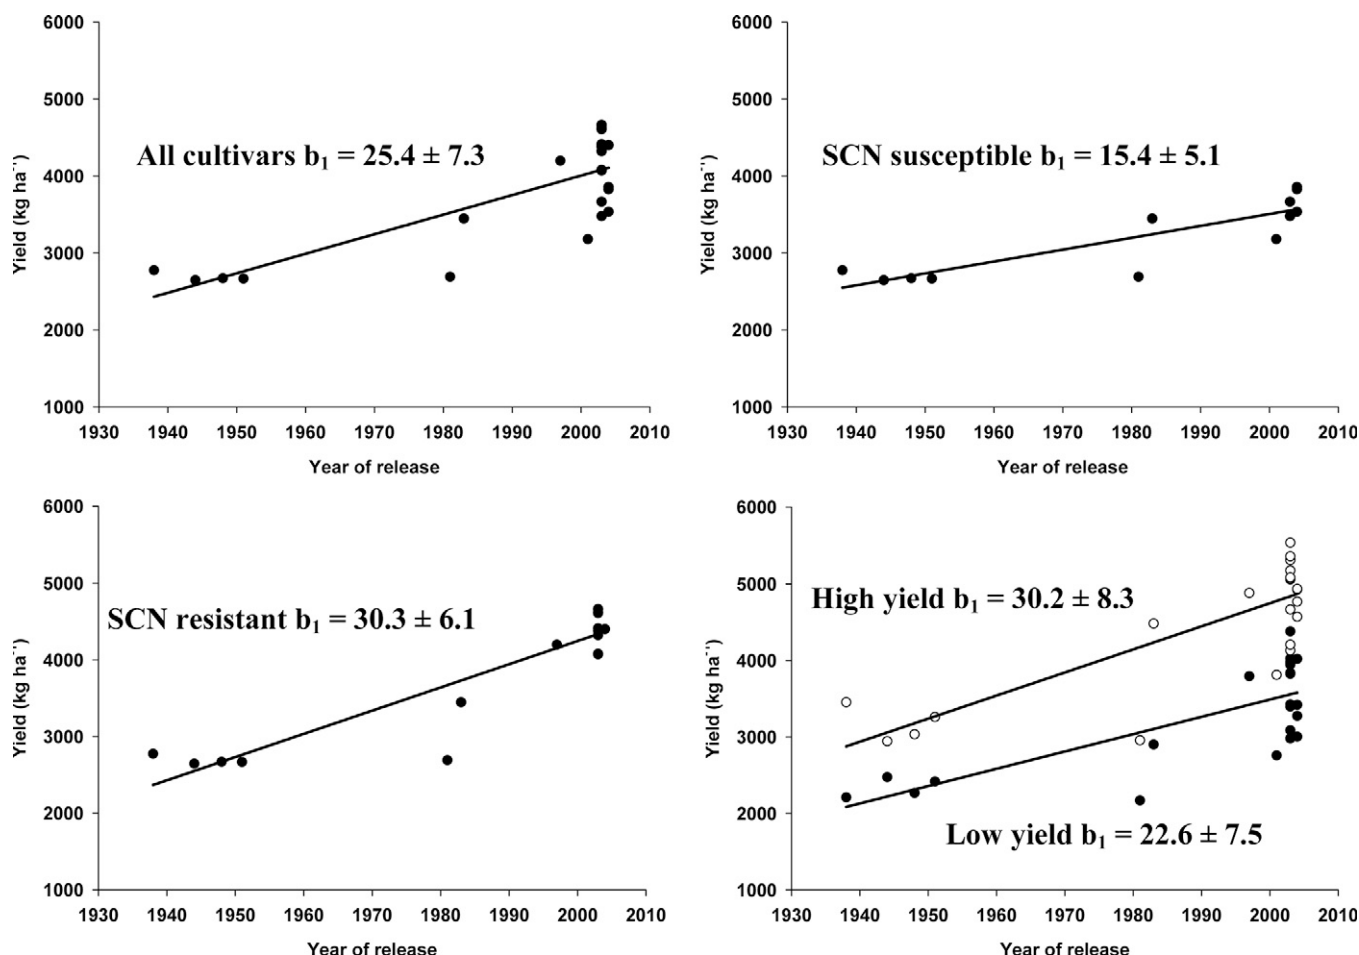 6000
5000
4000
3000
2000
1000
Yield (kg ha⁻¹)
All cultivars b₁ = 25.4 ± 7.3
1930 1940 1950 1960 1970 1980 1990 2000 2010
Year of release
6000
5000
4000
3000
2000
1000
Yield (kg ha⁻¹)
SCN susceptible b₁ = 15.4 ± 5.1
1930 1940 1950 1960 1970 1980 1990 2000 2010
Year of release
6000
5000
4000
3000
2000
1000
Yield (kg ha⁻¹)
SCN resistant b₁ = 30.3 ± 6.1
1930 1940 1950 1960 1970 1980 1990 2000 2010
Year of release
6000
5000
4000
3000
2000
1000
Yield (kg ha⁻¹)
High yield b₁ = 30.2 ± 8.3
Low yield b₁ = 22.6 ± 7.5
1930 1940 1950 1960 1970 1980 1990 2000 2010
Year of release